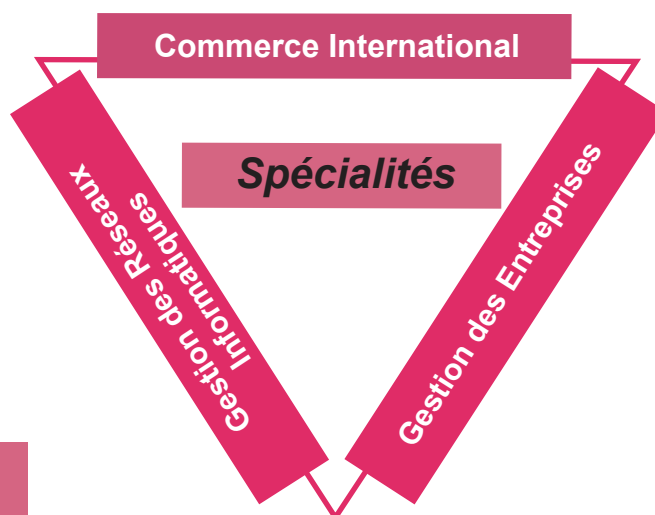 Commerce International
Spécialités
Gestion des Réseaux
Informatiques
Gestion des Entreprises